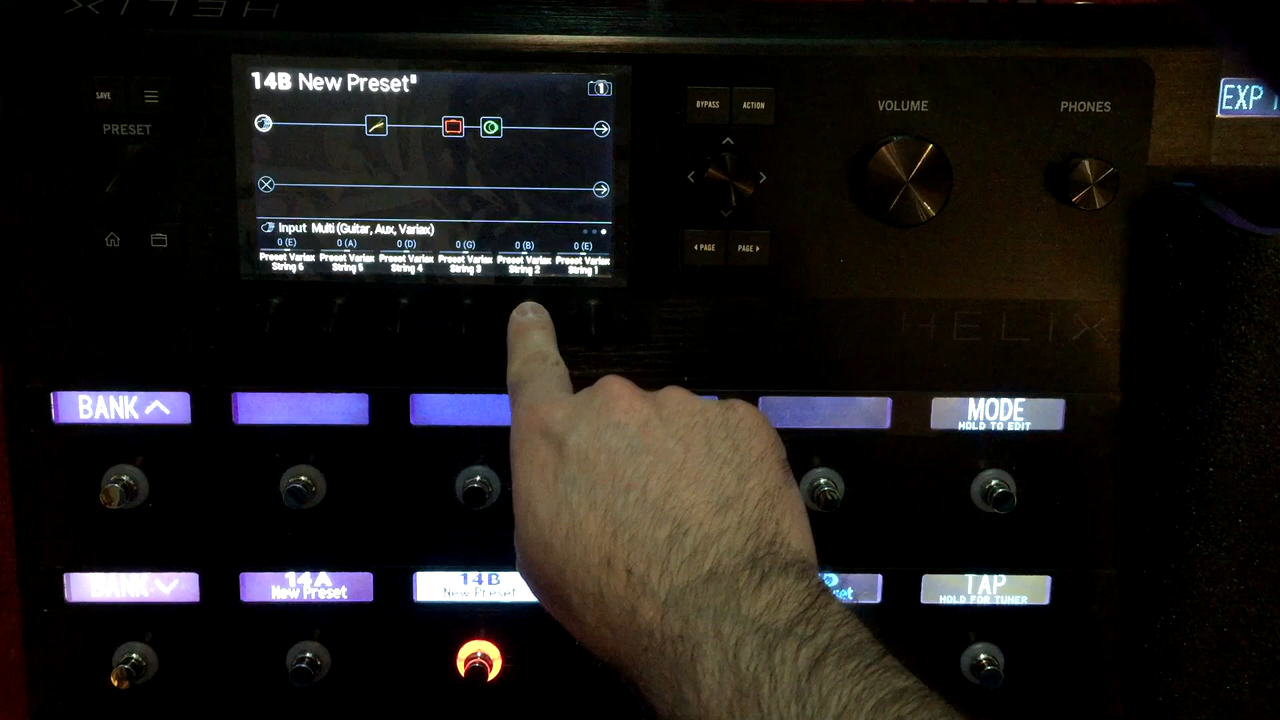 HELIX
14B New Preset
1
SAVE
PRESET
BYPASS
ACTION
VOLUME
PHONES
EXP 1
Input Multi (Guitar, Aux, Variax)
0 (E) 0 (A) 0 (D) 0 (G) 0 (B) 0 (E)
Preset Variax Preset Variax Preset Variax Preset Variax Preset Variax Preset Variax
String 6 String 5 String 4 String 3 String 2 String 1
PAGE
PAGE
HELIX
BANK
MODE
HOLD TO EDIT
BANK
14A
New Preset
14B
New Preset
TAP
HOLD FOR TUNER